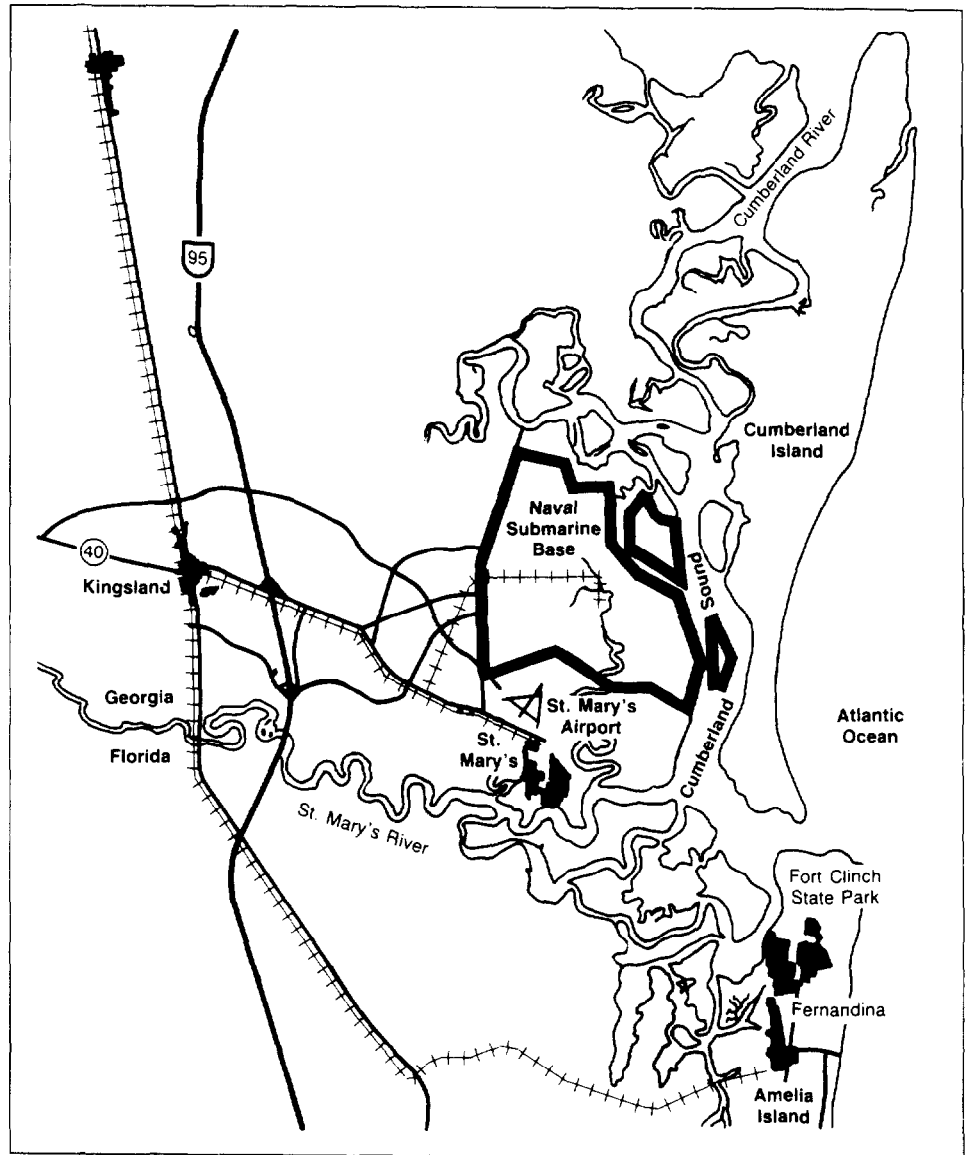 Cumberland River
95
Cumberland
Island
Naval
Submarine
Base
40
Kingsland
Sound
Georgia
St. Mary's
Airport
Atlantic
Ocean
Florida
St.
Mary's
Cumberland
St. Mary's River
Fort Clinch
State Park
Fernandina
Amelia
Island